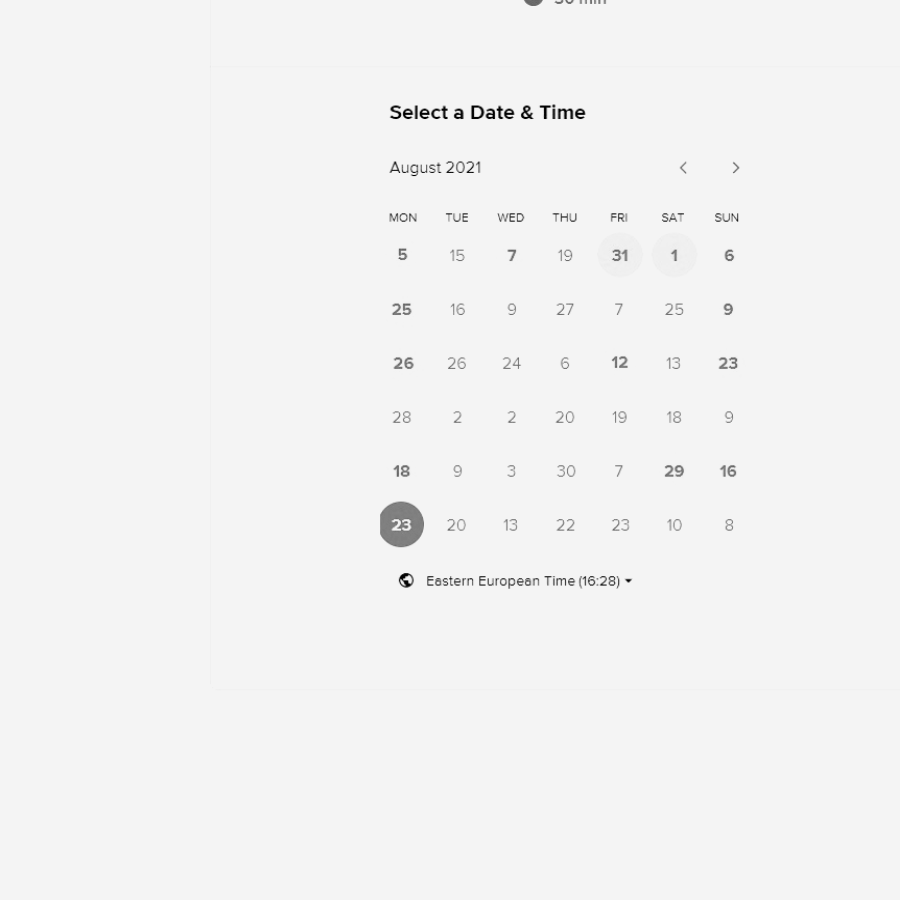 30 min
Select a Date & Time
August 2021
MON TUE WED THU FRI SAT SUN
5 15 7 19 31 1 6
25 16 9 27 7 25 9
26 26 24 6 12 13 23
28 2 2 20 19 18 9
18 9 3 30 7 29 16
23 20 13 22 23 10 8
Eastern European Time (16:28)